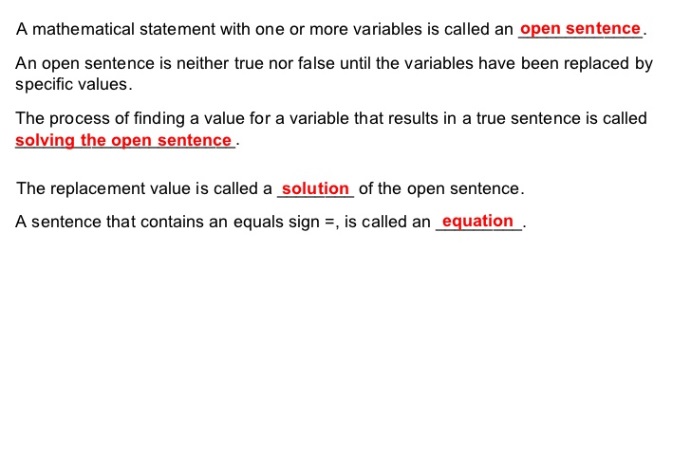 A mathematical statement with one or more variables is called an open sentence.
An open sentence is neither true nor false until the variables have been replaced by
specific values.
The process of finding a value for a variable that results in a true sentence is called
solving the open sentence.
The replacement value is called a solution of the open sentence.
A sentence that contains an equals sign =, is called an equation.